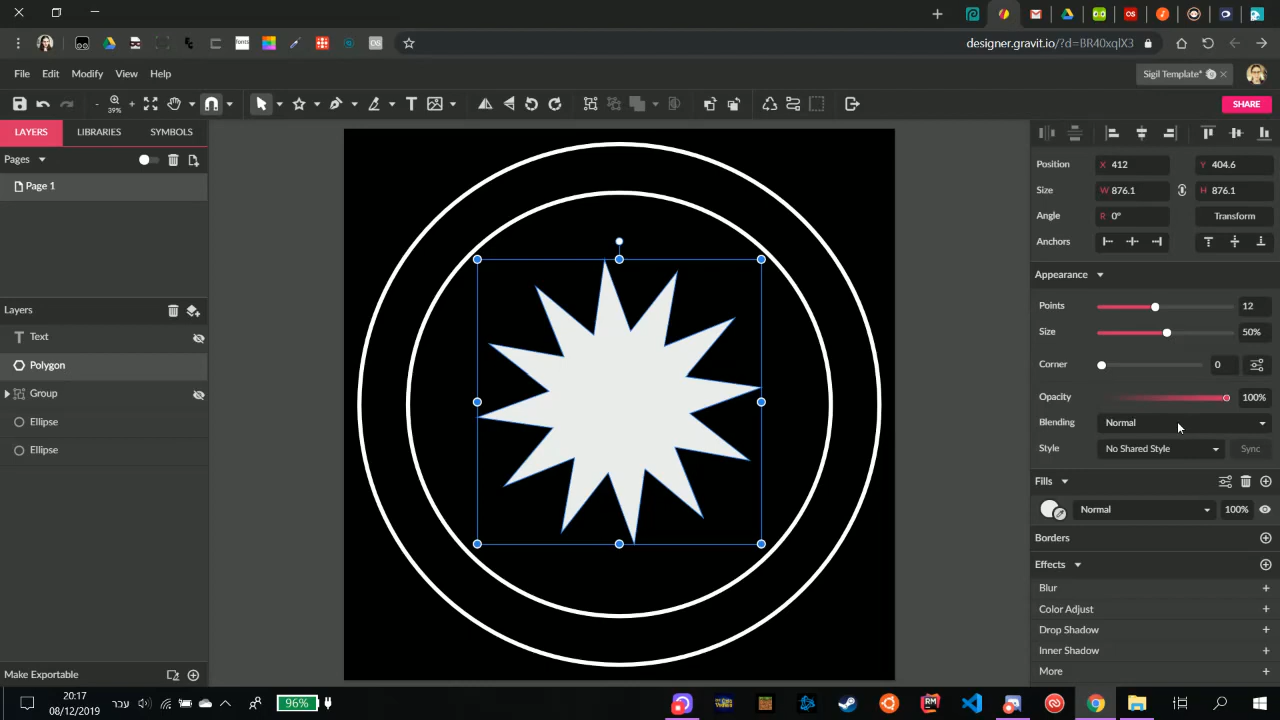 designer.gravit.io/?d=BR40xqlX3
File Edit Modify View Help
Sigil Template*
39%
SHARE
LAYERS LIBRARIES SYMBOLS
Pages
Page 1
Layers
Text
Polygon
Group
Ellipse
Ellipse
Make Exportable
Position X 412 Y 404.6
Size W 876.1 H 876.1
Angle R 0° Transform
Anchors
Appearance
Points 12
Size 50%
Corner 0
Opacity 100%
Blending Normal
Style No Shared Style Sync
Fills
Normal 100%
Borders
Effects
Blur
Color Adjust
Drop Shadow
Inner Shadow
More
20:17
08/12/2019
עבר
96%